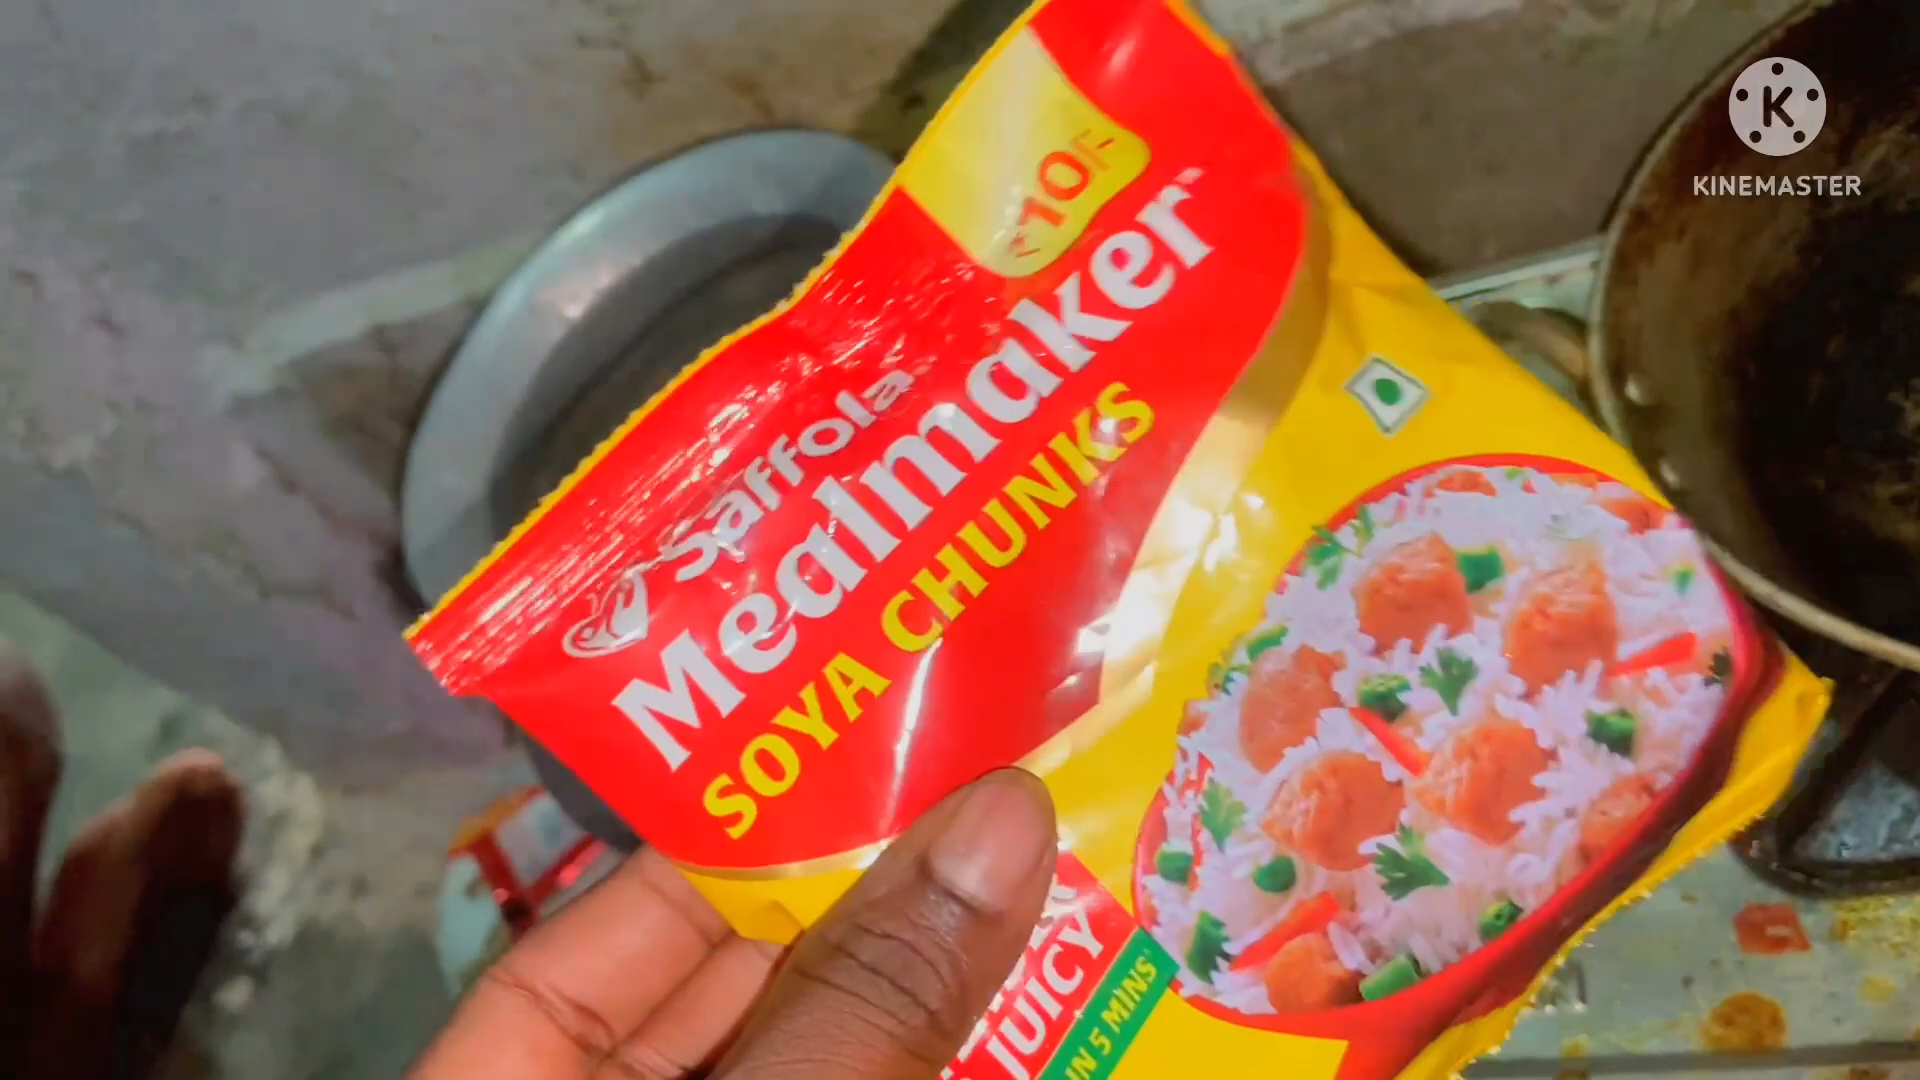 ₹10/-
saffola
Mealmaker
SOYA CHUNKS
JUICY
IN 5 MINS
KINEMASTER